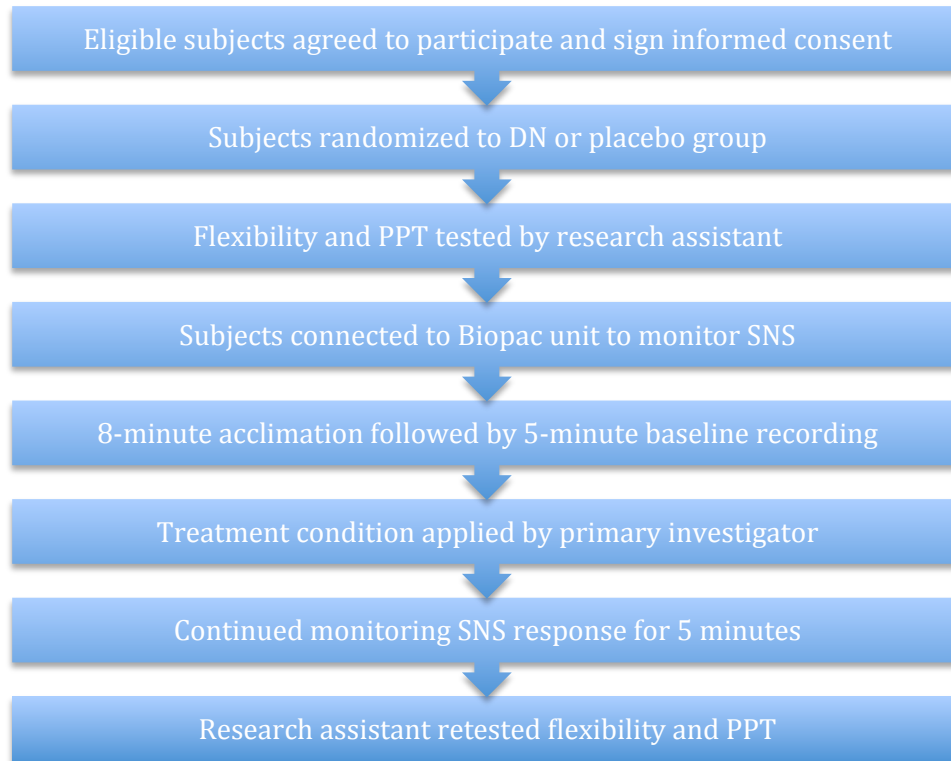 Eligible subjects agreed to participate and sign informed consent
Subjects randomized to DN or placebo group
Flexibility and PPT tested by research assistant
Subjects connected to Biopac unit to monitor SNS
8-minute acclimation followed by 5-minute baseline recording
Treatment condition applied by primary investigator
Continued monitoring SNS response for 5 minutes
Research assistant retested flexibility and PPT